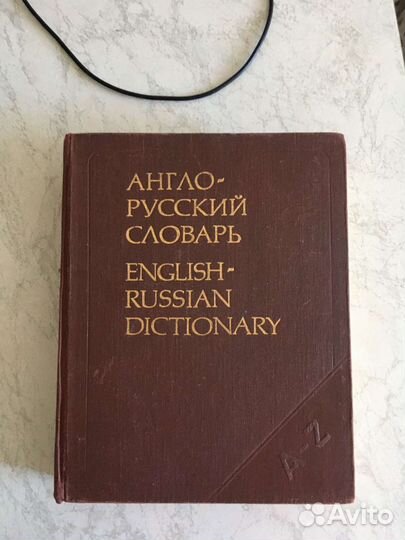 АНГЛО-
РУССКИЙ
СЛОВАРЬ
ENGLISH-
RUSSIAN
DICTIONARY
A-Z
Avito